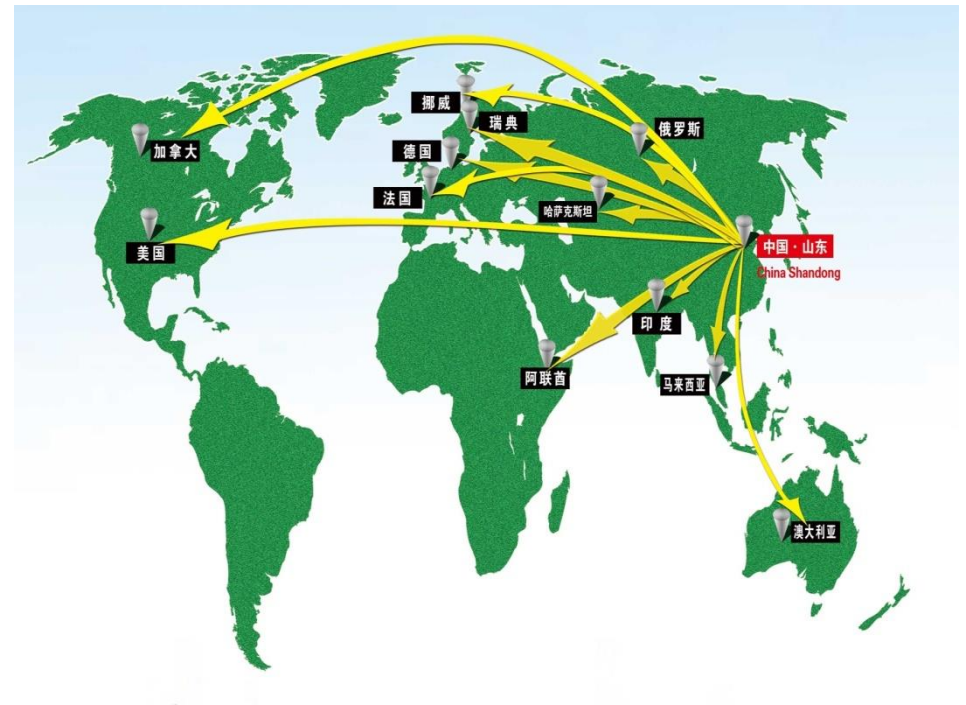 挪威
瑞典
俄罗斯
加拿大
德国
法国
哈萨克斯坦
美国
中国·山东
China Shandong
印度
阿联首
马来西亚
澳大利亚